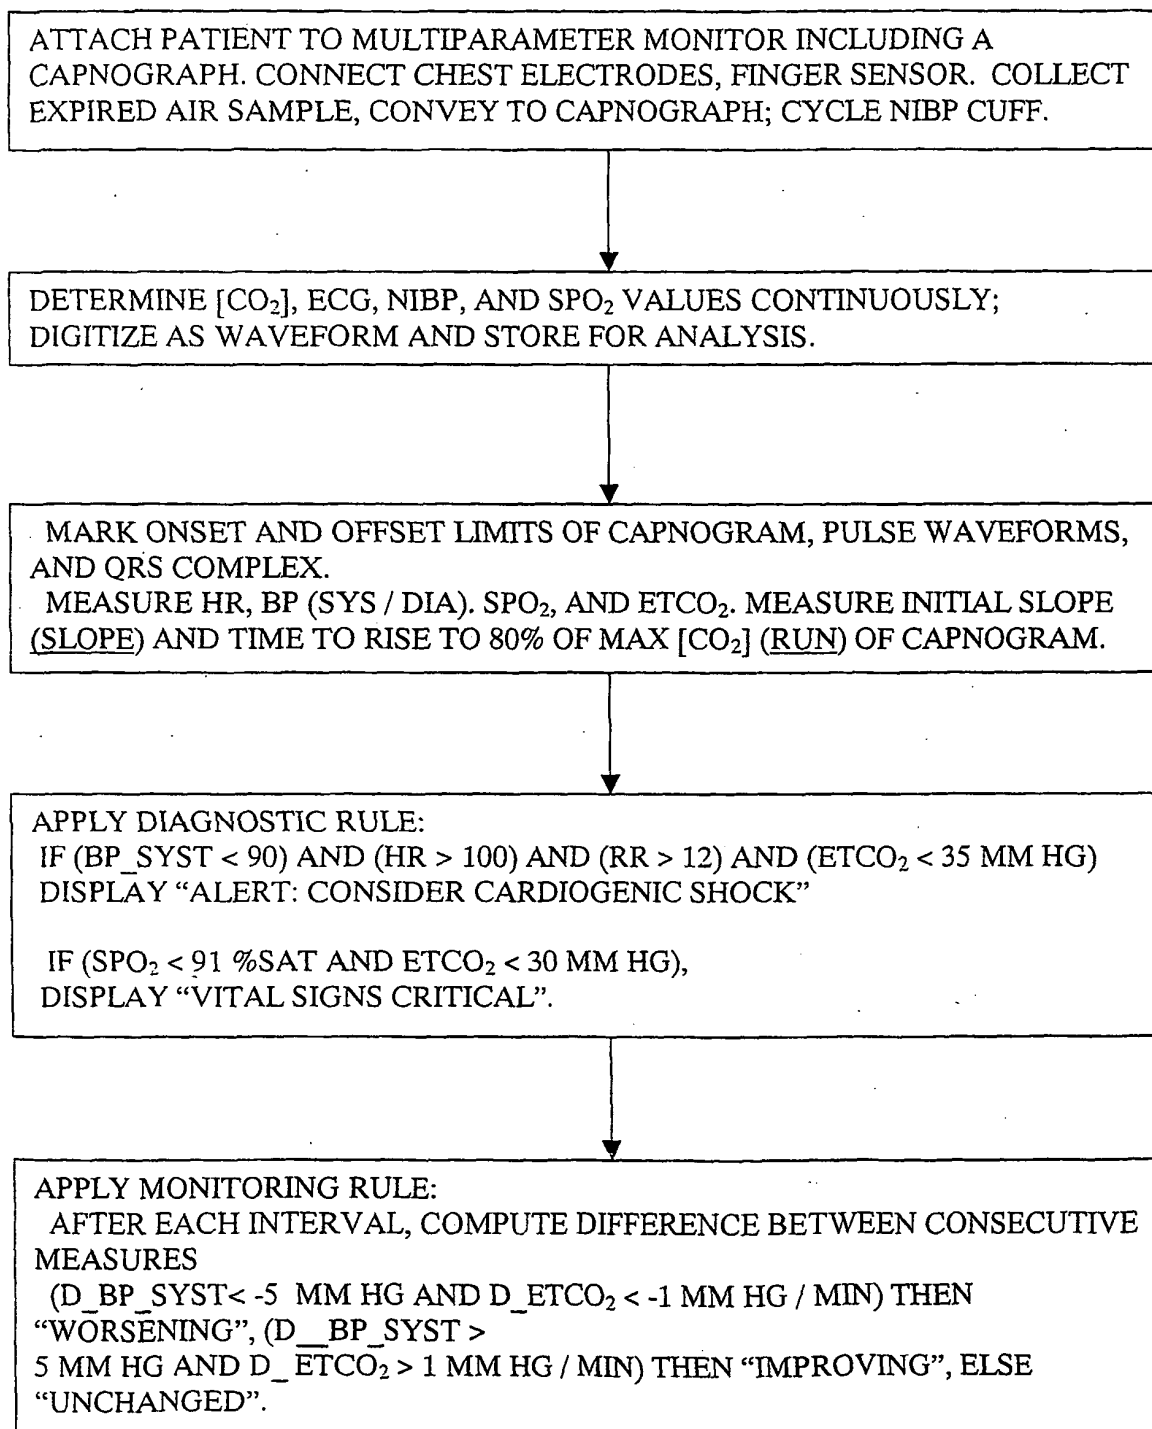 ATTACH PATIENT TO MULTIPARAMETER MONITOR INCLUDING A
CAPNOGRAPH. CONNECT CHEST ELECTRODES, FINGER SENSOR. COLLECT
EXPIRED AIR SAMPLE, CONVEY TO CAPNOGRAPH; CYCLE NIBP CUFF.
DETERMINE [CO₂], ECG, NIBP, AND SPO₂ VALUES CONTINUOUSLY;
DIGITIZE AS WAVEFORM AND STORE FOR ANALYSIS.
MARK ONSET AND OFFSET LIMITS OF CAPNOGRAM, PULSE WAVEFORMS,
AND QRS COMPLEX.
MEASURE HR, BP (SYS / DIA). SPO₂, AND ETCO₂. MEASURE INITIAL SLOPE
(SLOPE) AND TIME TO RISE TO 80% OF MAX [CO₂] (RUN) OF CAPNOGRAM.
APPLY DIAGNOSTIC RULE:
IF (BP_SYST < 90) AND (HR > 100) AND (RR > 12) AND (ETCO₂ < 35 MM HG)
DISPLAY “ALERT: CONSIDER CARDIOGENIC SHOCK”
IF (SPO₂ < 91 %SAT AND ETCO₂ < 30 MM HG),
DISPLAY “VITAL SIGNS CRITICAL”.
APPLY MONITORING RULE:
AFTER EACH INTERVAL, COMPUTE DIFFERENCE BETWEEN CONSECUTIVE
MEASURES
(D_BP_SYST< -5 MM HG AND D_ETCO₂ < -1 MM HG / MIN) THEN
“WORSENING”, (D__BP_SYST >
5 MM HG AND D_ ETCO₂ > 1 MM HG / MIN) THEN “IMPROVING”, ELSE
“UNCHANGED”.